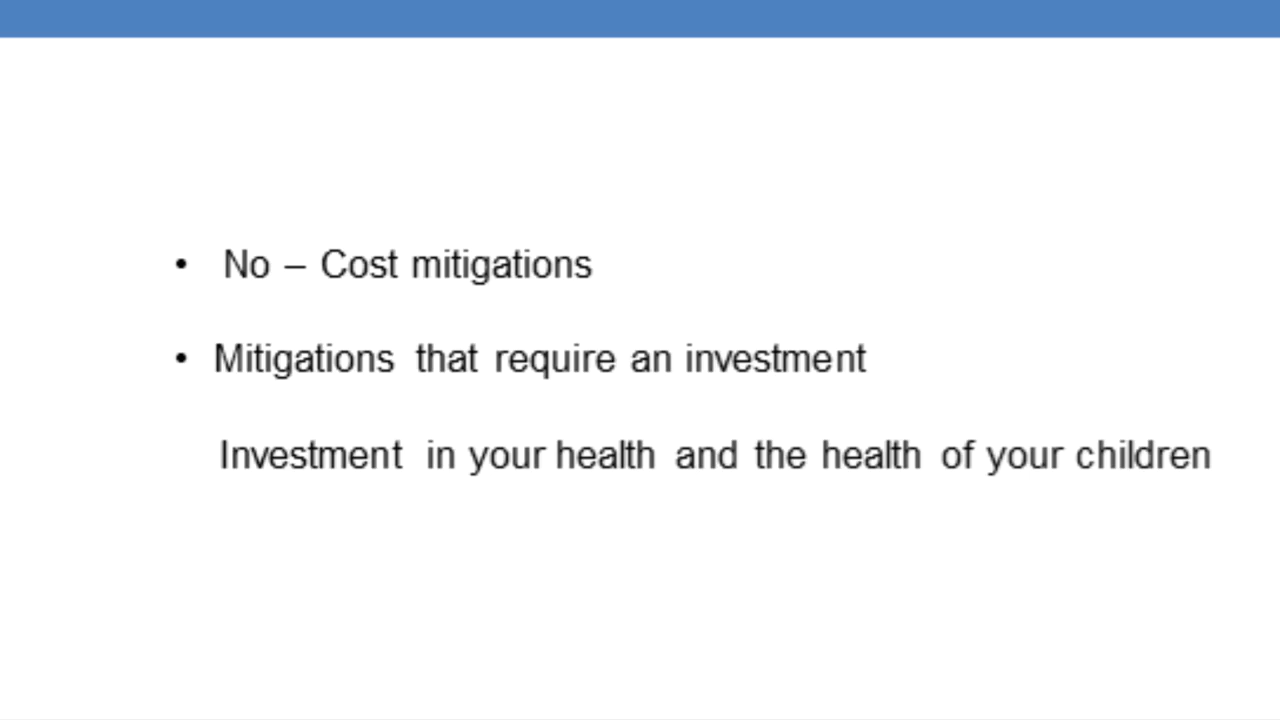 • No – Cost mitigations
• Mitigations that require an investment
Investment in your health and the health of your children